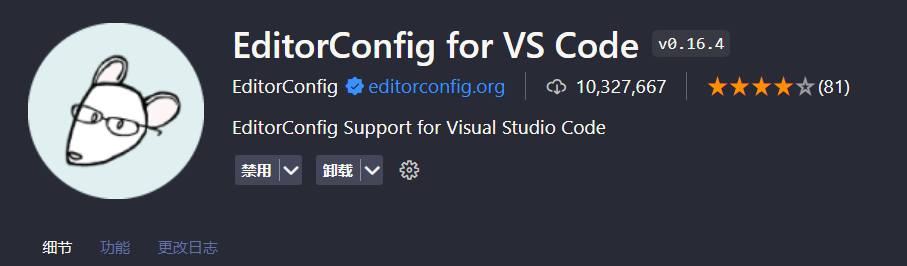 EditorConfig for VS Code v0.16.4
EditorConfig editorconfig.org 10,327,667 (81)
EditorConfig Support for Visual Studio Code
禁用 卸载
细节 功能 更改日志